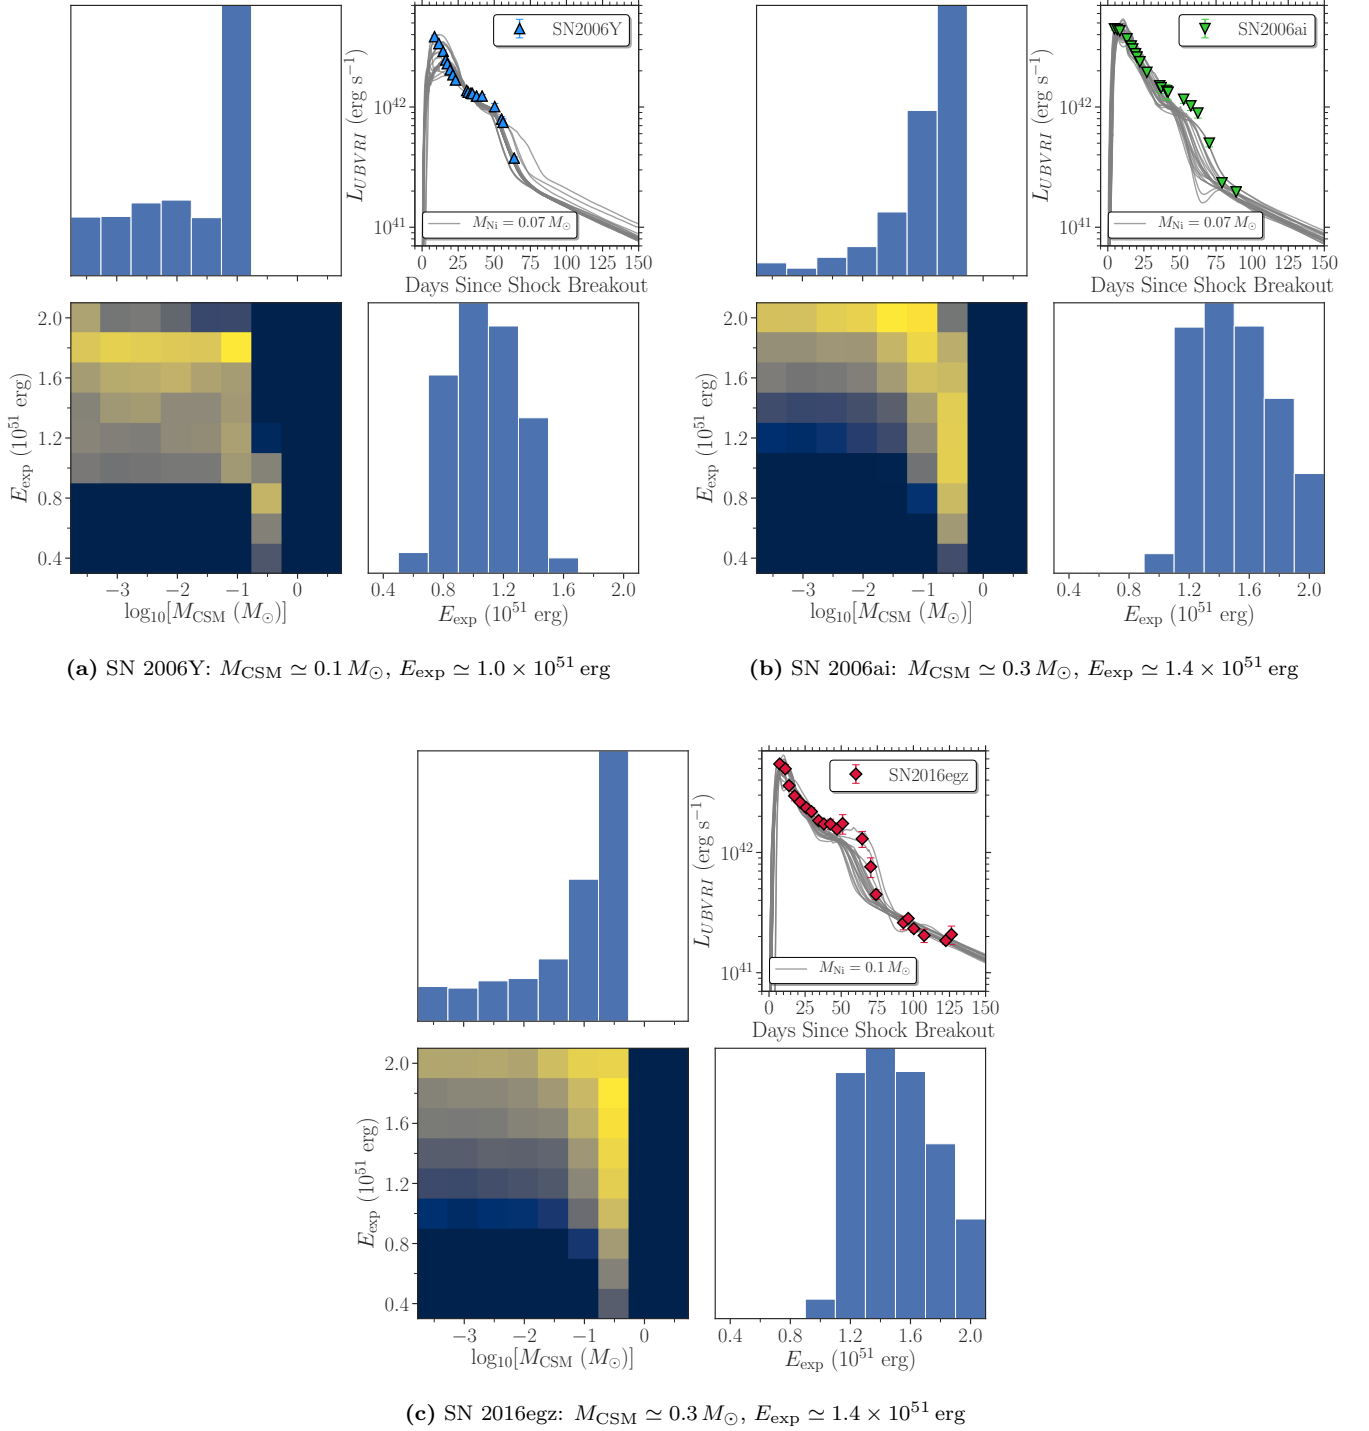 SN2006Y
10^42
10^41
L_UBVRI (erg s^−1)
M_Ni = 0.07 M_⊙
0 25 50 75 100 125 150
Days Since Shock Breakout
2.0
1.6
1.2
0.8
0.4
E_exp (10^51 erg)
−3 −2 −1 0
log_10[M_CSM (M_⊙)]
0.4 0.8 1.2 1.6 2.0
E_exp (10^51 erg)
(a) SN 2006Y: M_CSM ≃ 0.1 M_⊙, E_exp ≃ 1.0 × 10^51 erg
SN2006ai
10^42
10^41
L_UBVRI (erg s^−1)
M_Ni = 0.07 M_⊙
0 25 50 75 100 125 150
Days Since Shock Breakout
2.0
1.6
1.2
0.8
0.4
E_exp (10^51 erg)
−3 −2 −1 0
log_10[M_CSM (M_⊙)]
0.4 0.8 1.2 1.6 2.0
E_exp (10^51 erg)
(b) SN 2006ai: M_CSM ≃ 0.3 M_⊙, E_exp ≃ 1.4 × 10^51 erg
SN2016egz
10^42
10^41
L_UBVRI (erg s^−1)
M_Ni = 0.1 M_⊙
0 25 50 75 100 125 150
Days Since Shock Breakout
2.0
1.6
1.2
0.8
0.4
E_exp (10^51 erg)
−3 −2 −1 0
log_10[M_CSM (M_⊙)]
0.4 0.8 1.2 1.6 2.0
E_exp (10^51 erg)
(c) SN 2016egz: M_CSM ≃ 0.3 M_⊙, E_exp ≃ 1.4 × 10^51 erg